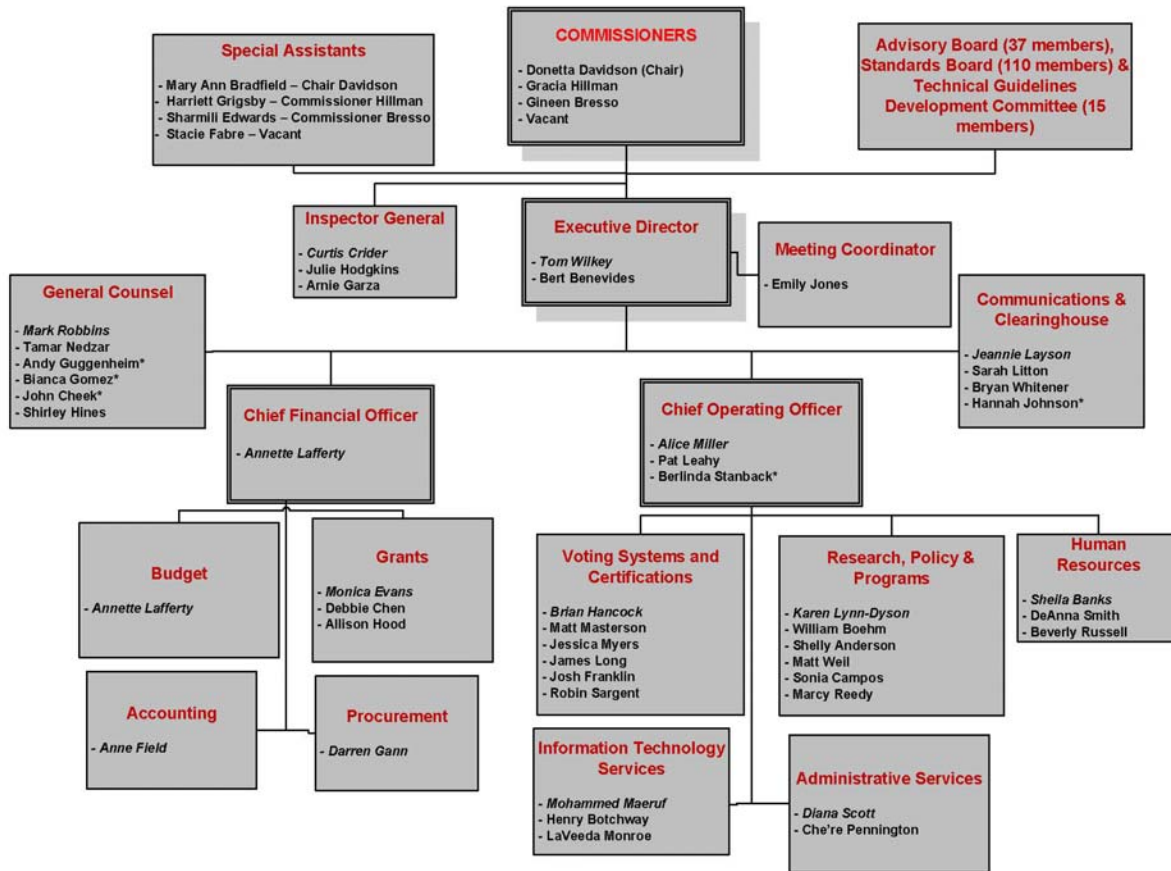 Special Assistants
- Mary Ann Bradfield – Chair Davidson
- Harriett Grigsby – Commissioner Hillman
- Sharmili Edwards – Commissioner Bresso
- Stacie Fabre – Vacant
COMMISSIONERS
- Donetta Davidson (Chair)
- Gracia Hillman
- Gineen Bresso
- Vacant
Advisory Board (37 members),
Standards Board (110 members) &
Technical Guidelines
Development Committee (15
members)
Inspector General
- Curtis Crider
- Julie Hodgkins
- Arnie Garza
Executive Director
- Tom Wilkey
- Bert Benevides
Meeting Coordinator
- Emily Jones
General Counsel
- Mark Robbins
- Tamar Nedzar
- Andy Guggenheim*
- Bianca Gomez*
- John Cheek*
- Shirley Hines
Communications &
Clearinghouse
- Jeannie Layson
- Sarah Litton
- Bryan Whitener
- Hannah Johnson*
Chief Financial Officer
- Annette Lafferty
Chief Operating Officer
- Alice Miller
- Pat Leahy
- Berlinda Stanback*
Budget
- Annette Lafferty
Grants
- Monica Evans
- Debbie Chen
- Allison Hood
Voting Systems and
Certifications
- Brian Hancock
- Matt Masterson
- Jessica Myers
- James Long
- Josh Franklin
- Robin Sargent
Research, Policy &
Programs
- Karen Lynn-Dyson
- William Boehm
- Shelly Anderson
- Matt Weil
- Sonia Campos
- Marcy Reedy
Human
Resources
- Sheila Banks
- DeAnna Smith
- Beverly Russell
Accounting
- Anne Field
Procurement
- Darren Gann
Information Technology
Services
- Mohammed Maeruf
- Henry Botchway
- LaVeeda Monroe
Administrative Services
- Diana Scott
- Che're Pennington